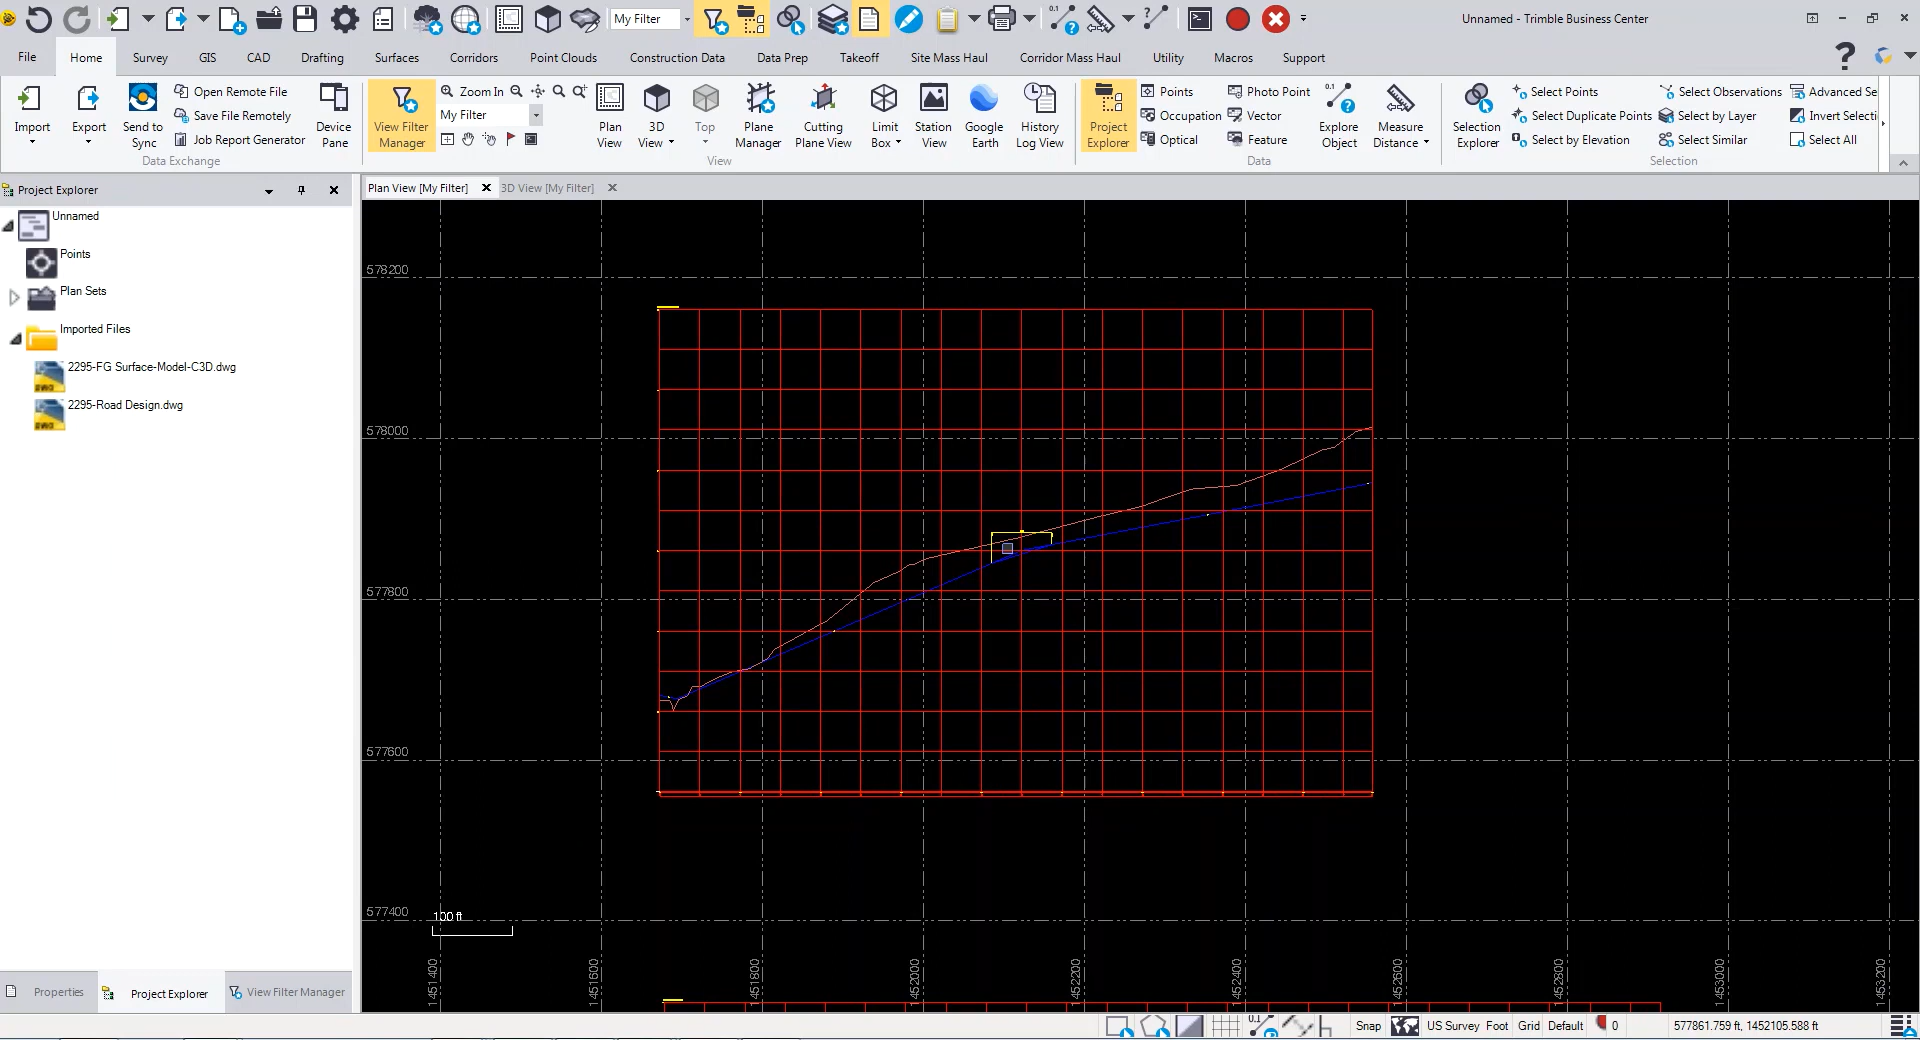 My Filter
Unnamed - Trimble Business Center
File Home Survey GIS CAD Drafting Surfaces Corridors Point Clouds Construction Data Data Prep Takeoff Site Mass Haul Corridor Mass Haul Utility Macros Support
Import
Export
Send to Sync
Open Remote File
Save File Remotely
Job Report Generator
Device Pane
Data Exchange
View Filter Manager
Zoom In
My Filter
Plan View
3D View
Top
Plane Manager
Cutting Plane View
Limit Box
Station View
Google Earth
History Log View
View
Project Explorer
Points
Occupation
Optical
Photo Point
Vector
Feature
Explore Object
Measure Distance
Data
Selection Explorer
Select Points
Select Duplicate Points
Select by Elevation
Select Observations
Select by Layer
Select Similar
Advanced Se
Invert Selecti
Select All
Selection
Project Explorer
Plan View [My Filter]
3D View [My Filter]
Unnamed
Points
Plan Sets
Imported Files
2295-FG Surface-Model-C3D.dwg
2295-Road Design.dwg
578200
578000
577800
577600
577400
100 ft
1451400
1451600
1451800
1452000
1452200
1452400
1452600
1452800
1453000
1453200
Properties
Project Explorer
View Filter Manager
Snap
US Survey Foot
Grid
Default
0
577861.759 ft, 1452105.588 ft